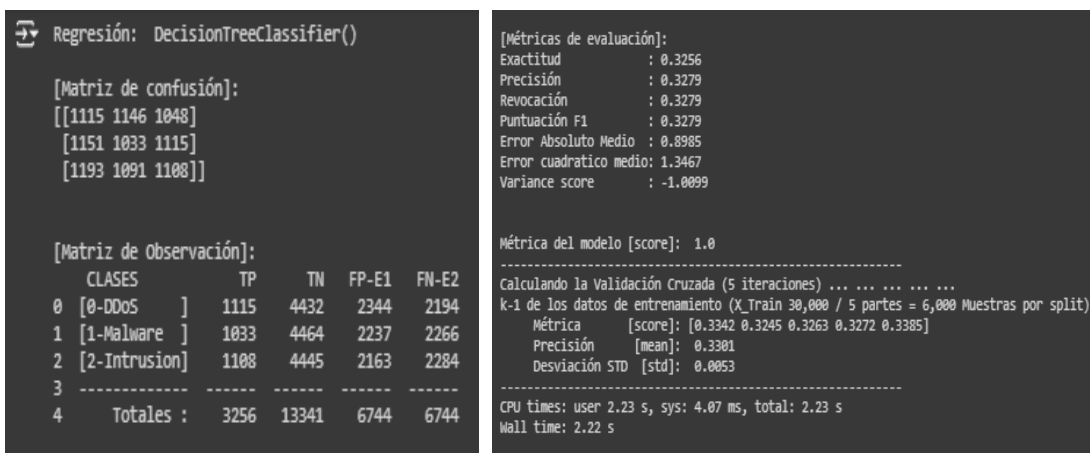 Regresión: DecisionTreeClassifier()
[Matriz de confusión]:
[[1115 1146 1048]
[1151 1033 1115]
[1193 1091 1108]]
[Matriz de Observación]:
CLASES TP TN FP-E1 FN-E2
0 [0-DDoS ] 1115 4432 2344 2194
1 [1-Malware ] 1033 4464 2237 2266
2 [2-Intrusion] 1108 4445 2163 2284
3 ------------- ------ ------ ------ ------
4 Totales : 3256 13341 6744 6744
[Métricas de evaluación]:
Exactitud : 0.3256
Precisión : 0.3279
Revocación : 0.3279
Puntuación F1 : 0.3279
Error Absoluto Medio : 0.8985
Error cuadratico medio: 1.3467
Variance score : -1.0099
Métrica del modelo [score]: 1.0
------------------------------------------------------------
Calculando la Validación Cruzada (5 iteraciones) ... ... ... ...
k-1 de los datos de entrenamiento (X_Train 30,000 / 5 partes = 6,000 Muestras por split)
Métrica [score]: [0.3342 0.3245 0.3263 0.3272 0.3385]
Precisión [mean]: 0.3301
Desviación STD [std]: 0.0053
------------------------------------------------------------
CPU times: user 2.23 s, sys: 4.07 ms, total: 2.23 s
Wall time: 2.22 s